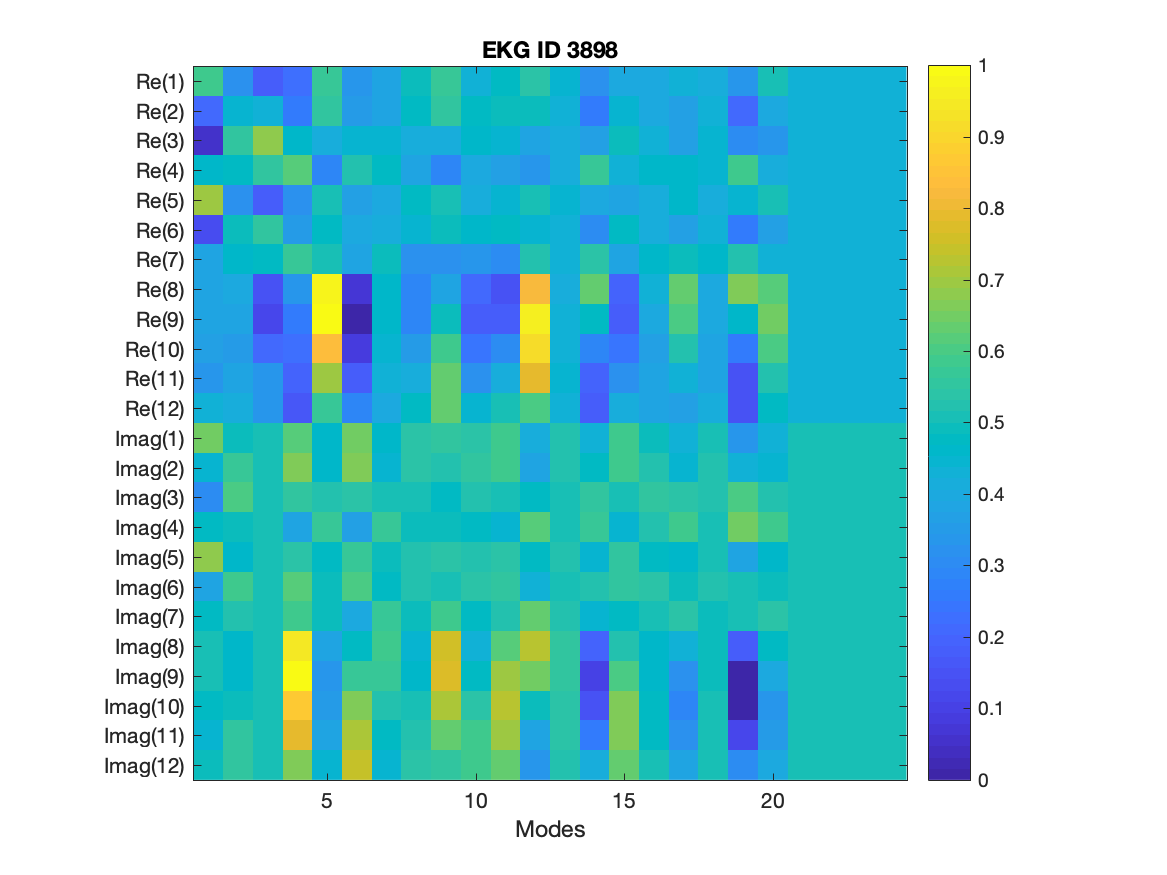 EKG ID 3898
Re(1)
Re(2)
Re(3)
Re(4)
Re(5)
Re(6)
Re(7)
Re(8)
Re(9)
Re(10)
Re(11)
Re(12)
Imag(1)
Imag(2)
Imag(3)
Imag(4)
Imag(5)
Imag(6)
Imag(7)
Imag(8)
Imag(9)
Imag(10)
Imag(11)
Imag(12)
5 10 15 20
Modes
1
0.9
0.8
0.7
0.6
0.5
0.4
0.3
0.2
0.1
0